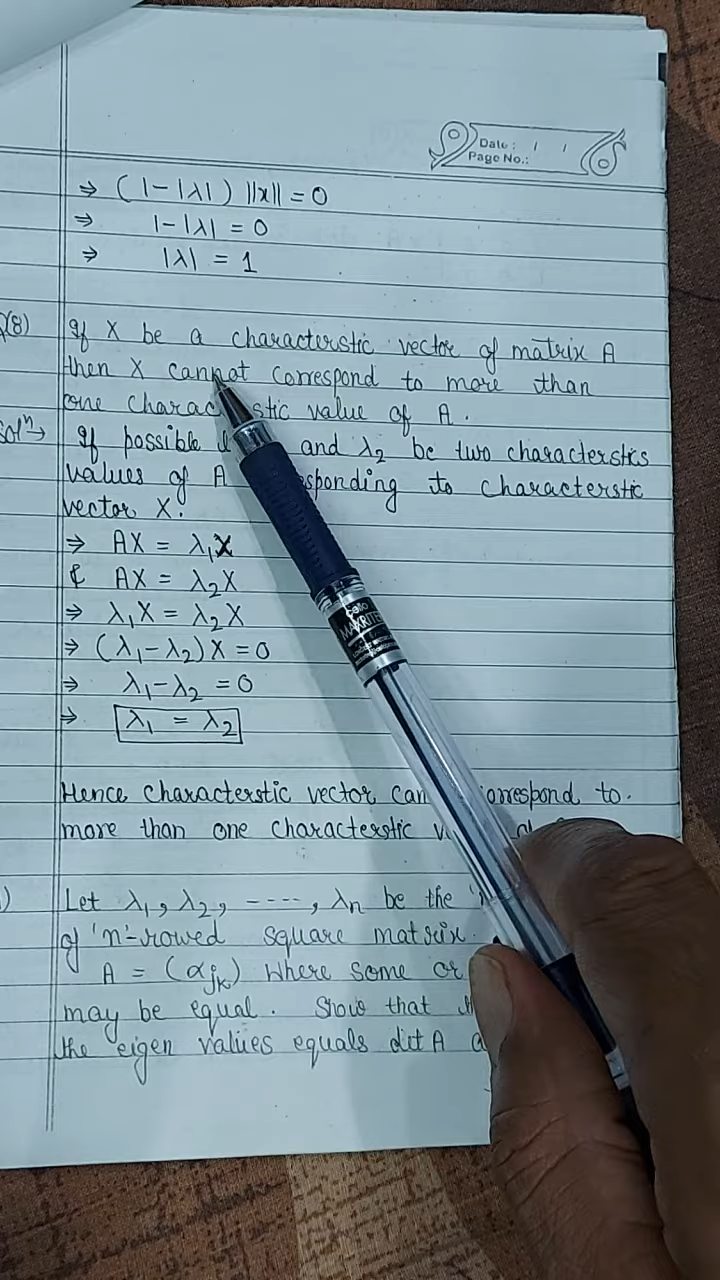 Date : / /
Page No.:
⇒ (1-|λ|) ||x|| = 0
⇒ 1-|λ| = 0
⇒ |λ| = 1
(8) If X be a characterstic vector of matrix A
then X cannot correspond to more than
one charac stic value of A.
Solⁿ⇒ If possible and λ₂ be two characterstics
values of A sponding to characterstic
vector X.
⇒ AX = λ₁X
& AX = λ₂X
⇒ λ₁X = λ₂X
⇒ (λ₁-λ₂)X = 0
⇒ λ₁-λ₂ = 0
⇒ λ₁ = λ₂
cello
MAXRITER
Hence characterstic vector can orrespond to.
more than one characterstic
) Let λ₁, λ₂, ----, λn be the
of 'n'-rowed square matrix
A = (αjk) where some or
may be equal. Show that
the eigen values equals det A